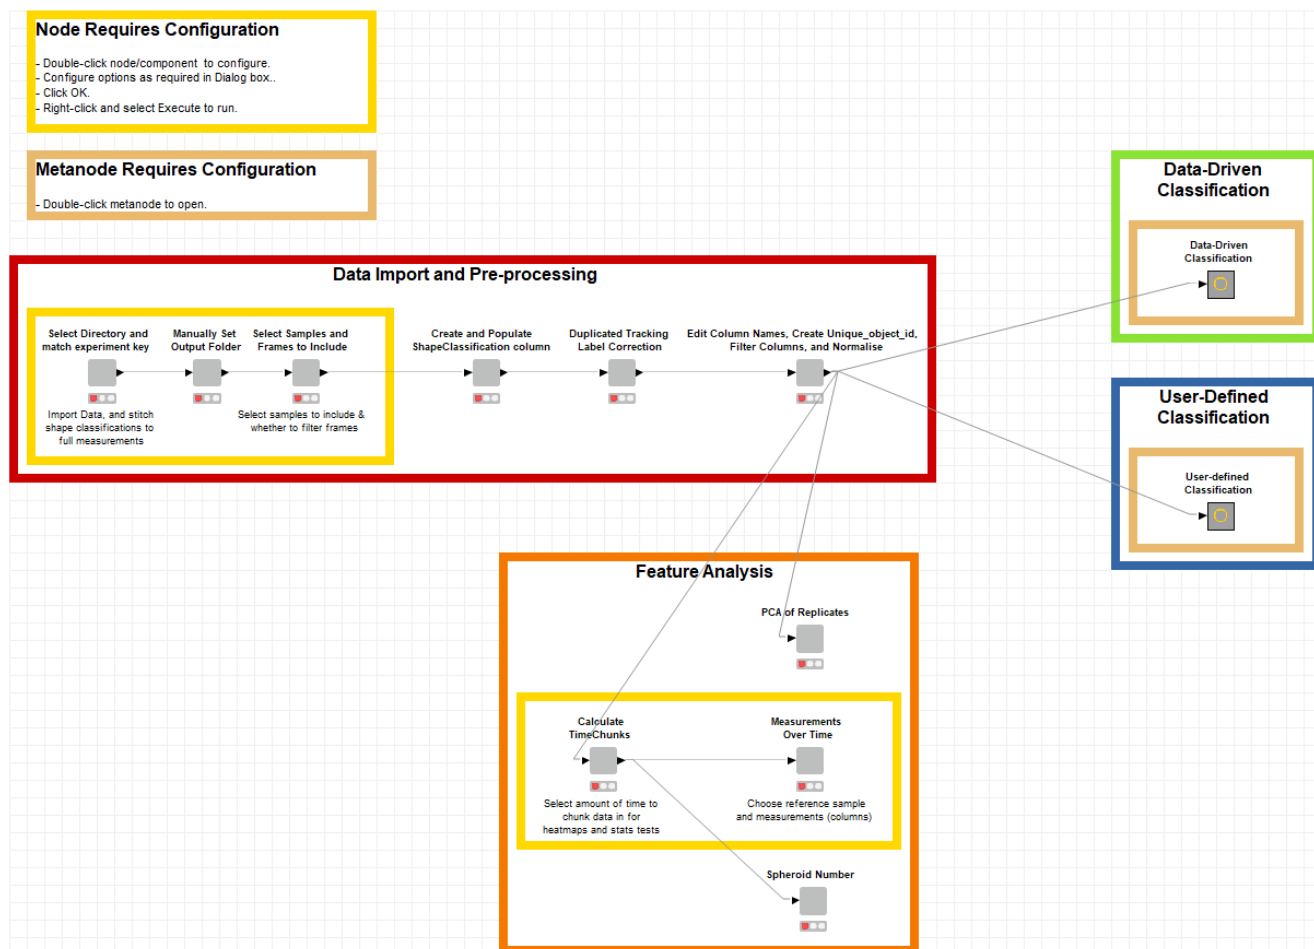 Node Requires Configuration
- Double-click node/component to configure.
- Configure options as required in Dialog box..
- Click OK.
- Right-click and select Execute to run.
Metanode Requires Configuration
- Double-click metanode to open.
Data Import and Pre-processing
Select Directory and
match experiment key
Import Data, and stitch
shape classifications to
full measurements
Manually Set
Output Folder
Select Samples and
Frames to Include
Select samples to include &
whether to filter frames
Create and Populate
ShapeClassification column
Duplicated Tracking
Label Correction
Edit Column Names, Create Unique_object_id,
Filter Columns, and Normalise
Data-Driven
Classification
Data-Driven
Classification
User-Defined
Classification
User-defined
Classification
Feature Analysis
PCA of Replicates
Calculate
TimeChunks
Select amount of time to
chunk data in for
heatmaps and stats tests
Measurements
Over Time
Choose reference sample
and measurements (columns)
Spheroid Number